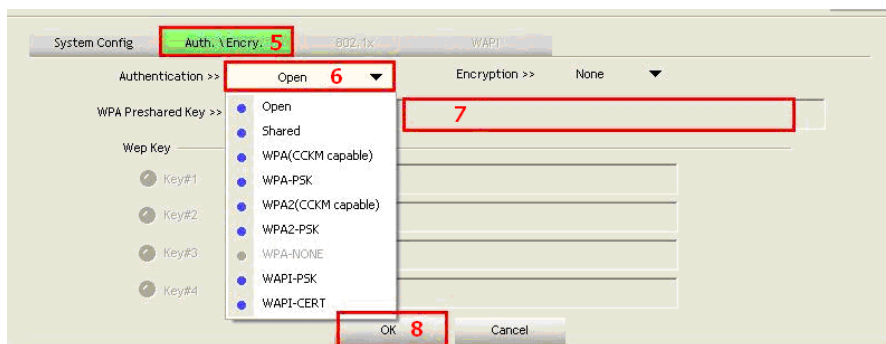 System Config Auth. \ Encry. 5 802.1x WAPI
Authentication >> Open 6 Encryption >> None
WPA Preshared Key >> 7
Open
Shared
Wep Key
WPA(CCKM capable)
Key#1
WPA-PSK
WPA2(CCKM capable)
Key#2
WPA2-PSK
Key#3
WPA-NONE
WAPI-PSK
Key#4
WAPI-CERT
OK 8 Cancel